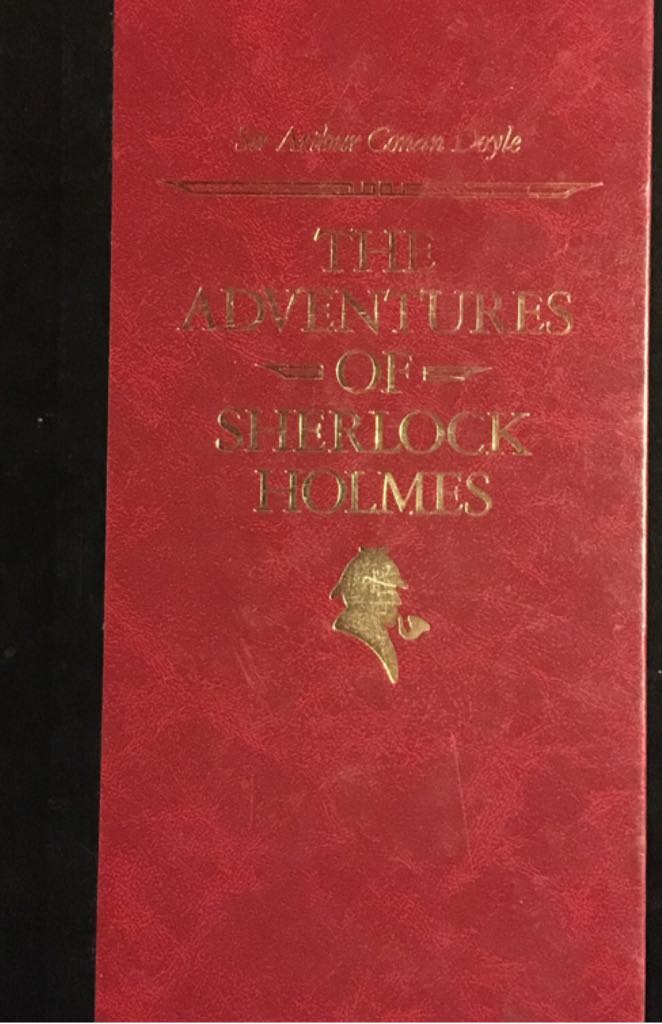 Sir Arthur Conan Doyle
THE
ADVENTURES
OF
SHERLOCK
HOLMES